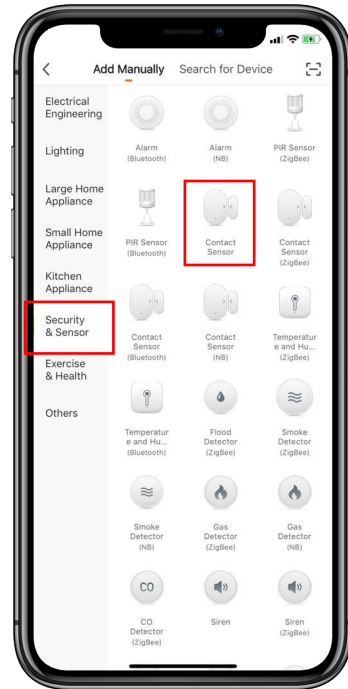 Add Manually
Search for Device
Electrical
Engineering
Lighting
Large Home
Appliance
Small Home
Appliance
Kitchen
Appliance
Security
& Sensor
Exercise
& Health
Others
Alarm
(Bluetooth)
Alarm
(NB)
PIR Sensor
(ZigBee)
PIR Sensor
(Bluetooth)
Contact
Sensor
Contact
Sensor
(ZigBee)
Contact
Sensor
(Bluetooth)
Contact
Sensor
(NB)
Temperatur
e and Hu...
(ZigBee)
Temperatur
e and Hu...
(Bluetooth)
Flood
Detector
(ZigBee)
Smoke
Detector
(ZigBee)
Smoke
Detector
(NB)
Gas
Detector
(ZigBee)
Gas
Detector
(NB)
CO
CO
Detector
(ZigBee)
Siren
Siren
(ZigBee)